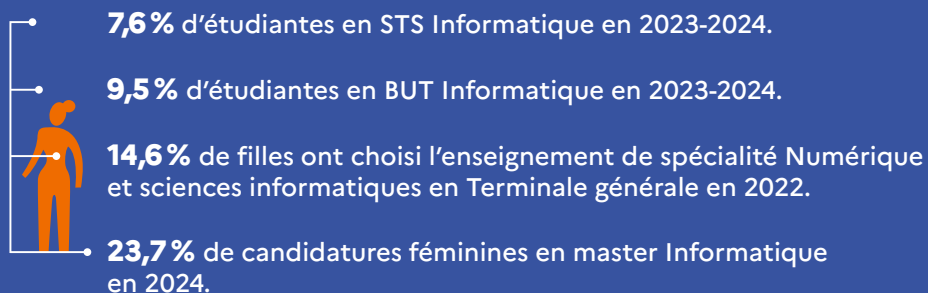 7,6 % d'étudiantes en STS Informatique en 2023-2024.
9,5 % d'étudiantes en BUT Informatique en 2023-2024.
14,6 % de filles ont choisi l'enseignement de spécialité Numérique
et sciences informatiques en Terminale générale en 2022.
23,7 % de candidatures féminines en master Informatique
en 2024.